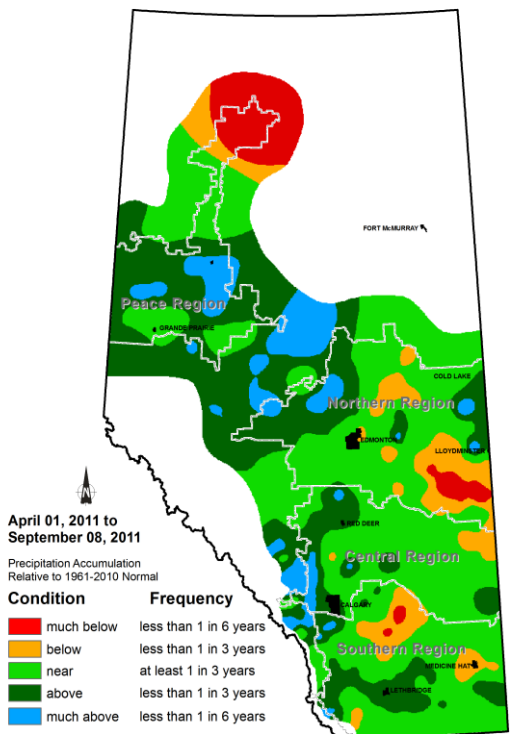 FORT McMURRAY
Peace Region
GRANDE PRAIRIE
COLD LAKE
Northern Region
EDMONTON
LLOYDMINSTER
N
April 01, 2011 to
September 08, 2011
RED DEER
Precipitation Accumulation
Relative to 1961-2010 Normal
Central Region
Condition Frequency
CALGARY
much below less than 1 in 6 years
below less than 1 in 3 years
Southern Region
near at least 1 in 3 years
MEDICINE HAT
above less than 1 in 3 years
LETHBRIDGE
much above less than 1 in 6 years